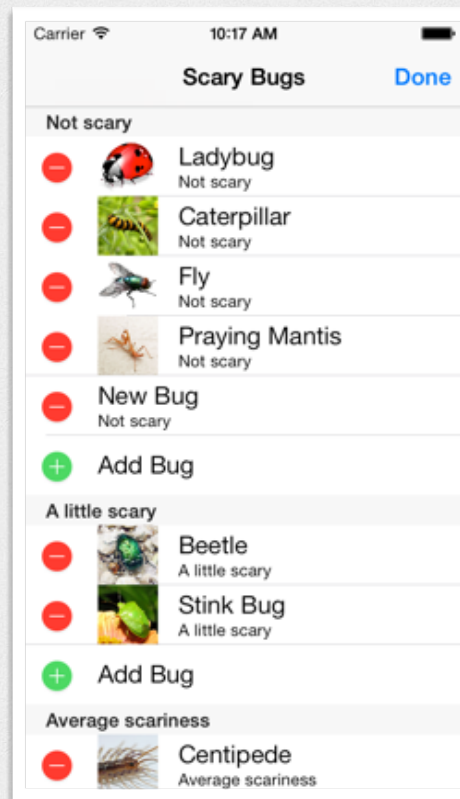 Carrier 10:17 AM
Scary Bugs Done
Not scary
Ladybug
Not scary
Caterpillar
Not scary
Fly
Not scary
Praying Mantis
Not scary
New Bug
Not scary
Add Bug
A little scary
Beetle
A little scary
Stink Bug
A little scary
Add Bug
Average scariness
Centipede
Average scariness